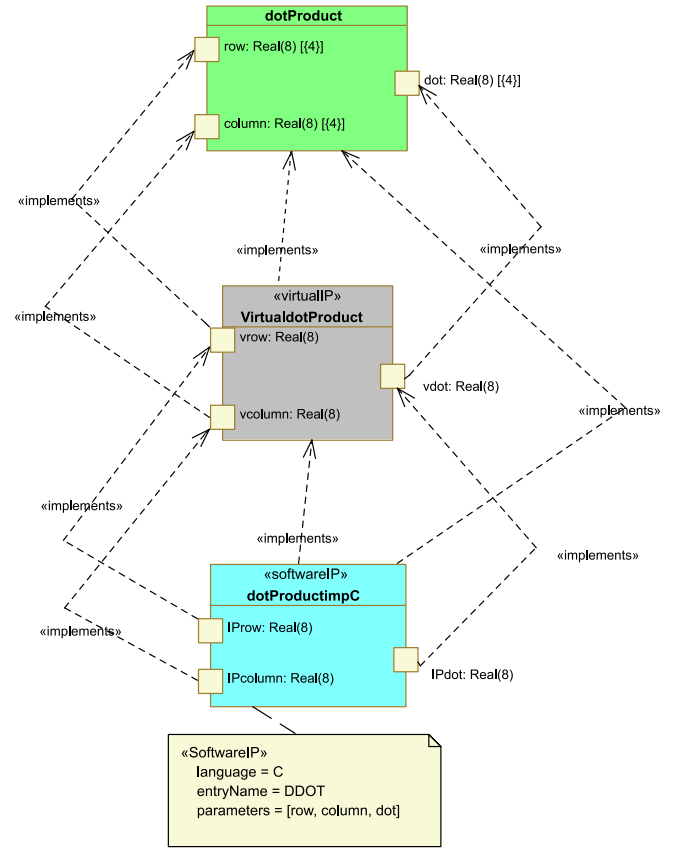 dotProduct
row: Real(8) [{4}]
dot: Real(8) [{4}]
column: Real(8) [{4}]
«implements»
«implements»
«implements»
«virtualIP»
VirtualdotProduct
«implements»
vrow: Real(8)
vdot: Real(8)
vcolumn: Real(8)
«implements»
«implements»
«implements»
«implements»
«softwareIP»
dotProductimpC
IProw: Real(8)
«implements»
IPcolumn: Real(8)
IPdot: Real(8)
«SoftwareIP»
language = C
entryName = DDOT
parameters = [row, column, dot]